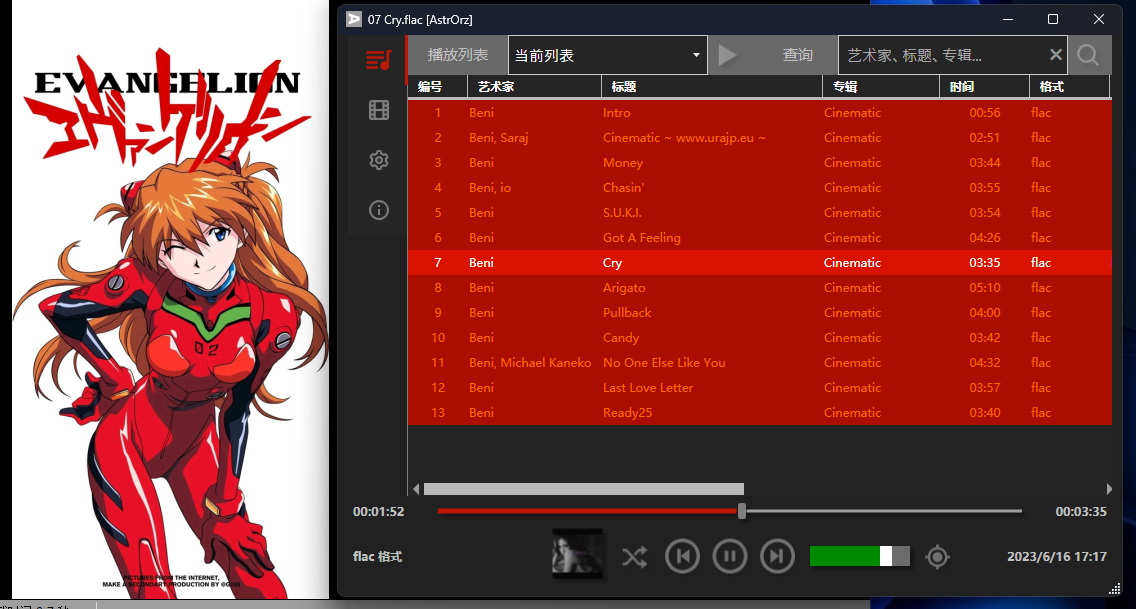 EVANGELION
ヱヴァンゲリヲン
02
PICTURES FROM THE INTERNET,
07 Cry.flac [AstrOrz]
播放列表 当前列表 查询 艺术家、标题、专辑...
编号 艺术家 标题 专辑 时间 格式
1 Beni Intro Cinematic 00:56 flac
2 Beni, Saraj Cinematic ~ www.urajp.eu ~ Cinematic 02:51 flac
3 Beni Money Cinematic 03:44 flac
4 Beni, io Chasin' Cinematic 03:55 flac
5 Beni S.U.K.I. Cinematic 03:54 flac
6 Beni Got A Feeling Cinematic 04:26 flac
7 Beni Cry Cinematic 03:35 flac
8 Beni Arigato Cinematic 05:10 flac
9 Beni Pullback Cinematic 04:00 flac
10 Beni Candy Cinematic 03:42 flac
11 Beni, Michael Kaneko No One Else Like You Cinematic 04:32 flac
12 Beni Last Love Letter Cinematic 03:57 flac
13 Beni Ready25 Cinematic 03:40 flac
00:01:52 00:03:35
flac 格式 2023/6/16 17:17
MAKE A SECONDARY PRODUCTION BY